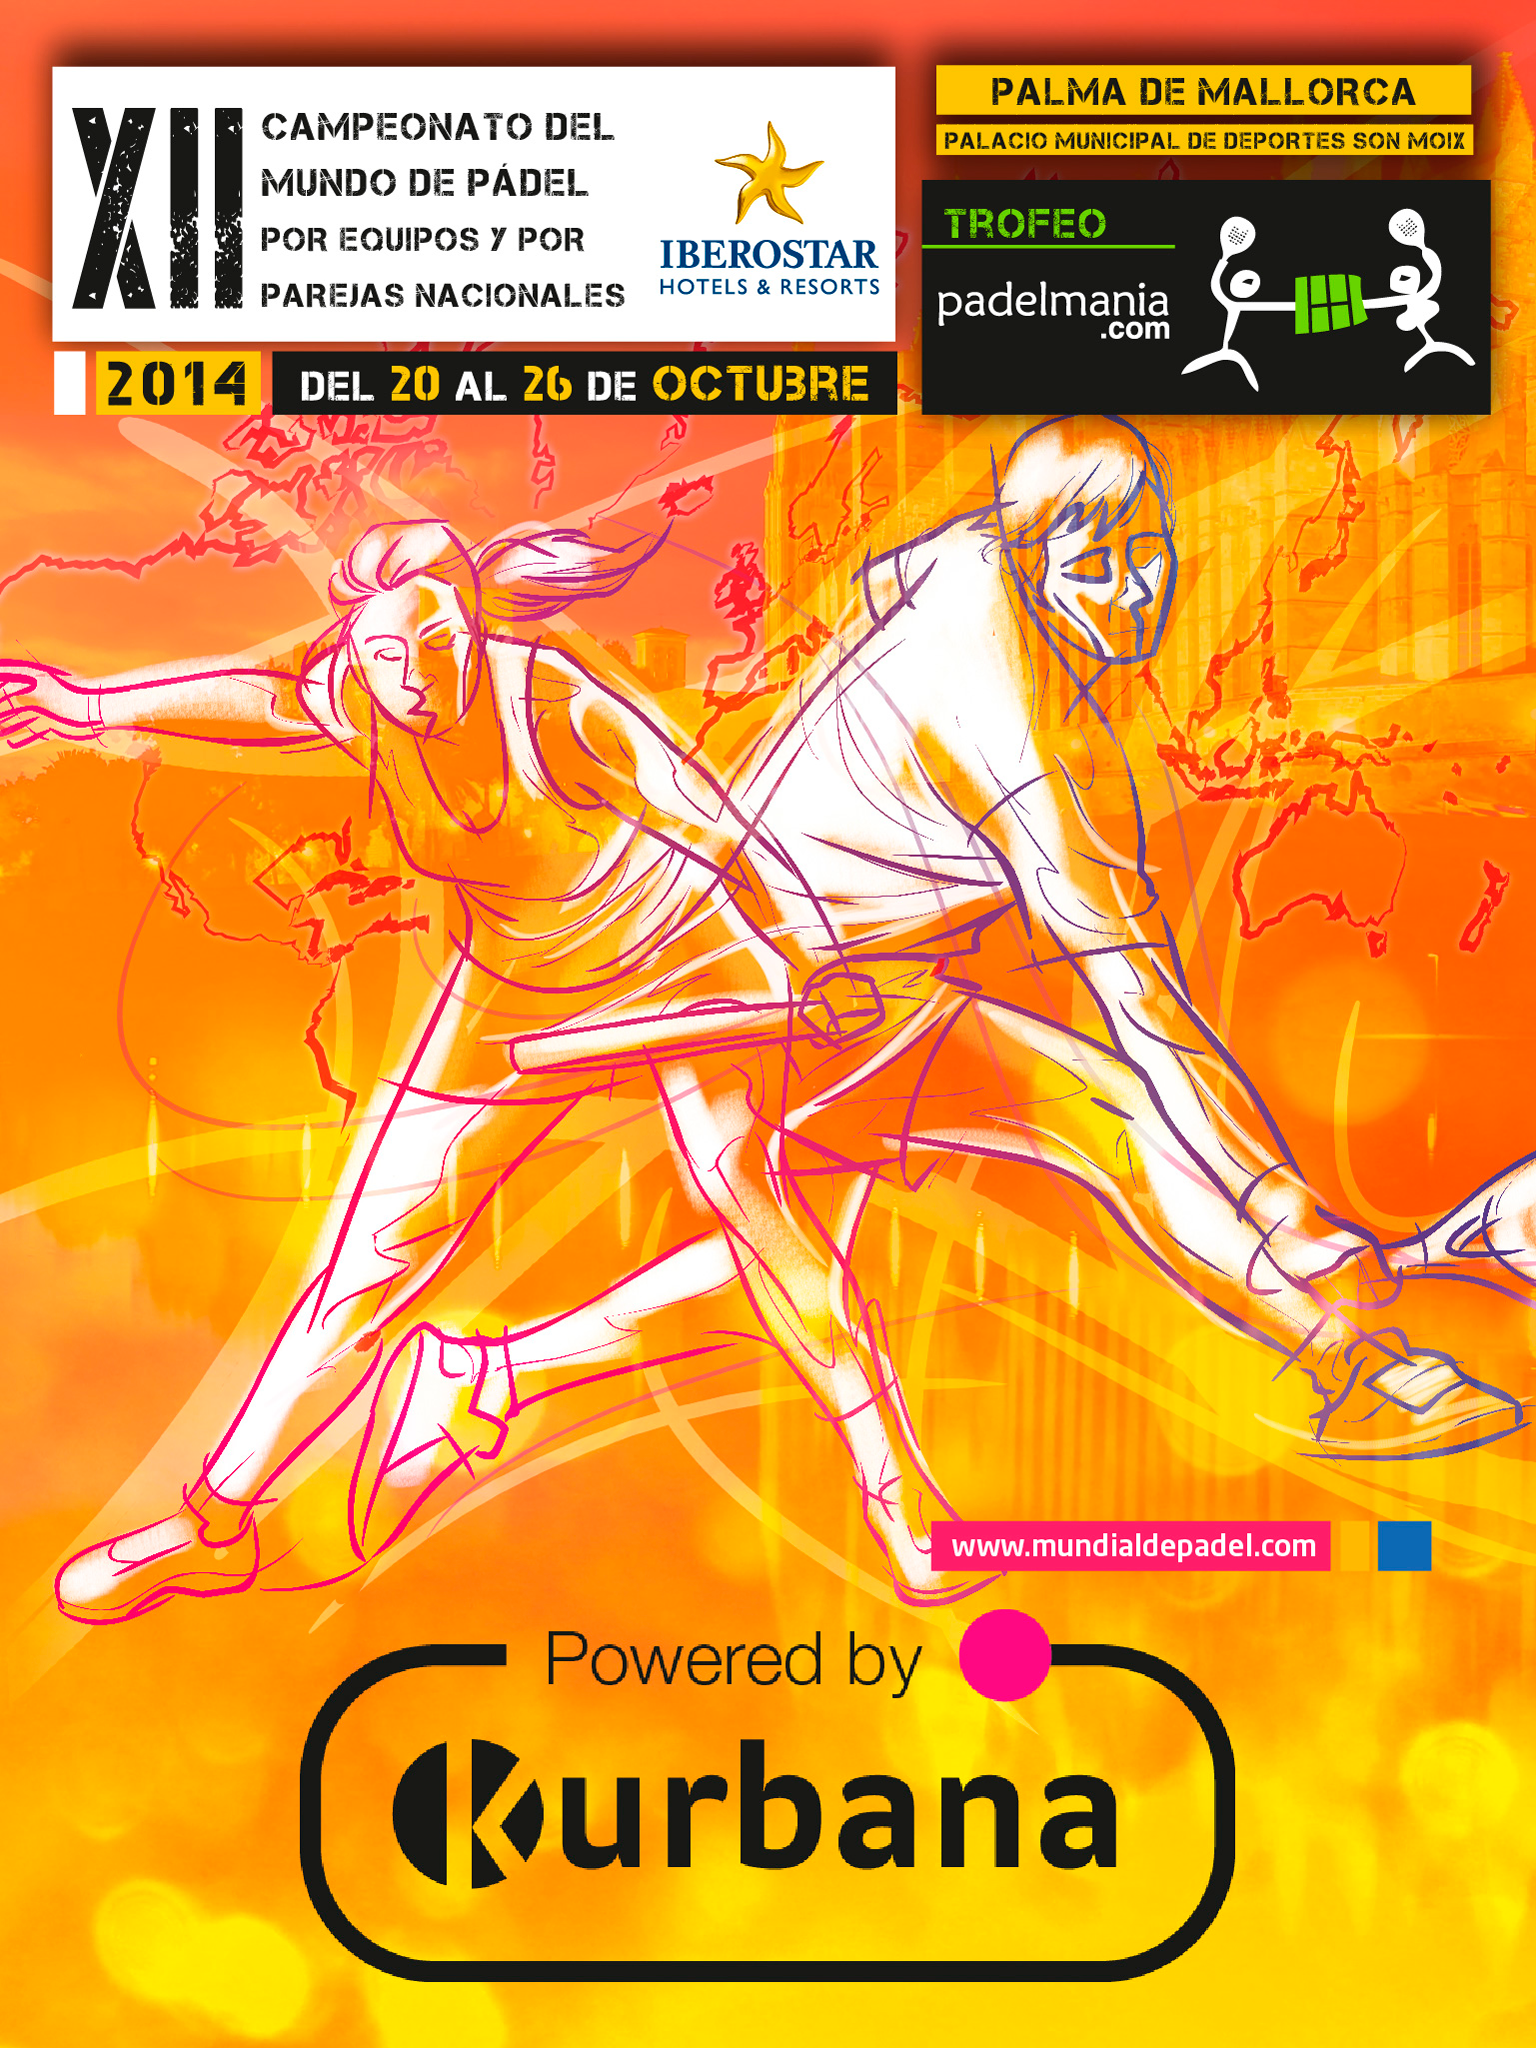 XII
CAMPEONATO DEL
MUNDO DE PÁDEL
POR EQUIPOS Y POR
PAREJAS NACIONALES
IBEROSTAR
HOTELS & RESORTS
2014
DEL 20 AL 26 DE OCTUBRE
PALMA DE MALLORCA
PALACIO MUNICIPAL DE DEPORTES SON MOIX
TROFEO
padelmania
.com
www.mundialdepadel.com
Powered by
Kurbana